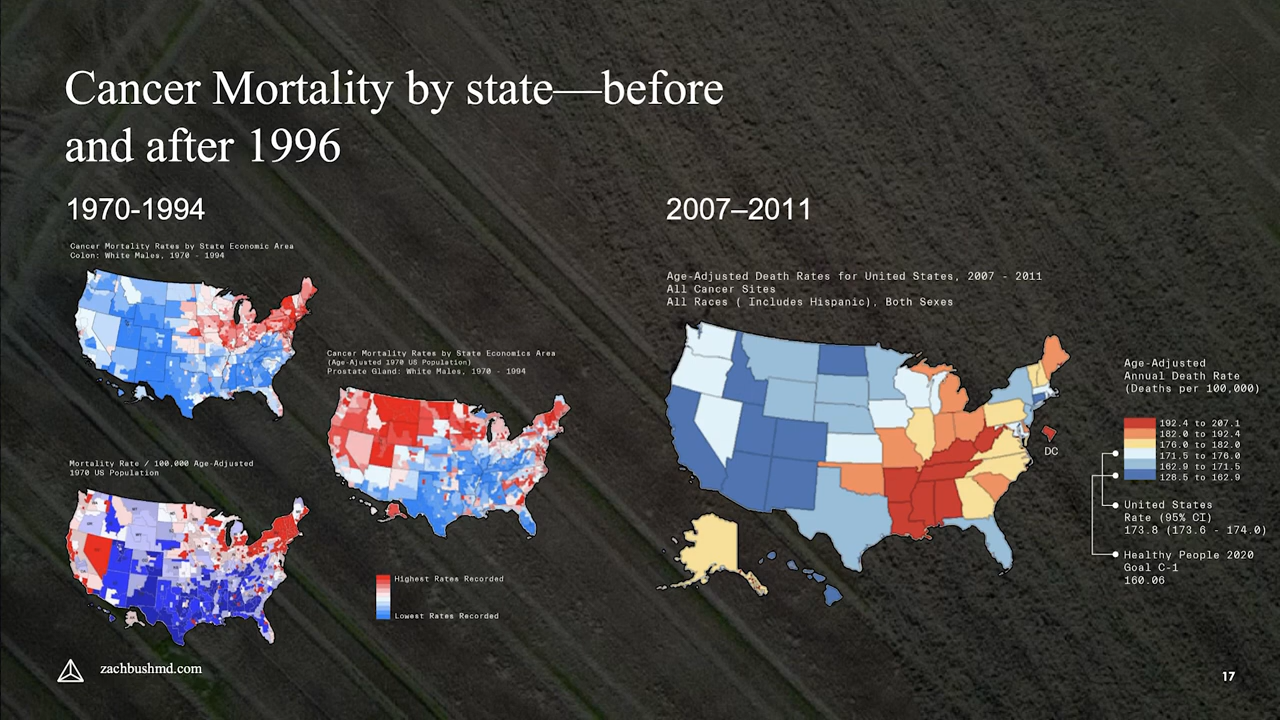 Cancer Mortality by state—before
and after 1996
1970-1994
Cancer Mortality Rates by State Economic Area
Colon: White Males, 1970 - 1994
Cancer Mortality Rates by State Economics Area
(Age-Ajusted 1970 US Population)
Prostate Gland: White Males, 1970 - 1994
Mortality Rate / 100,000 Age-Adjusted
1970 US Population
Highest Rates Recorded
Lowest Rates Recorded
2007–2011
Age-Adjusted Death Rates for United States, 2007 - 2011
All Cancer Sites
All Races ( Includes Hispanic), Both Sexes
DC
Age-Adjusted
Annual Death Rate
(Deaths per 100,000)
192.4 to 207.1
182.0 to 192.4
176.0 to 182.0
171.5 to 176.0
162.9 to 171.5
128.5 to 162.9
United States
Rate (95% CI)
173.8 (173.6 - 174.0)
Healthy People 2020
Goal C-1
160.06
zachbushmd.com
17